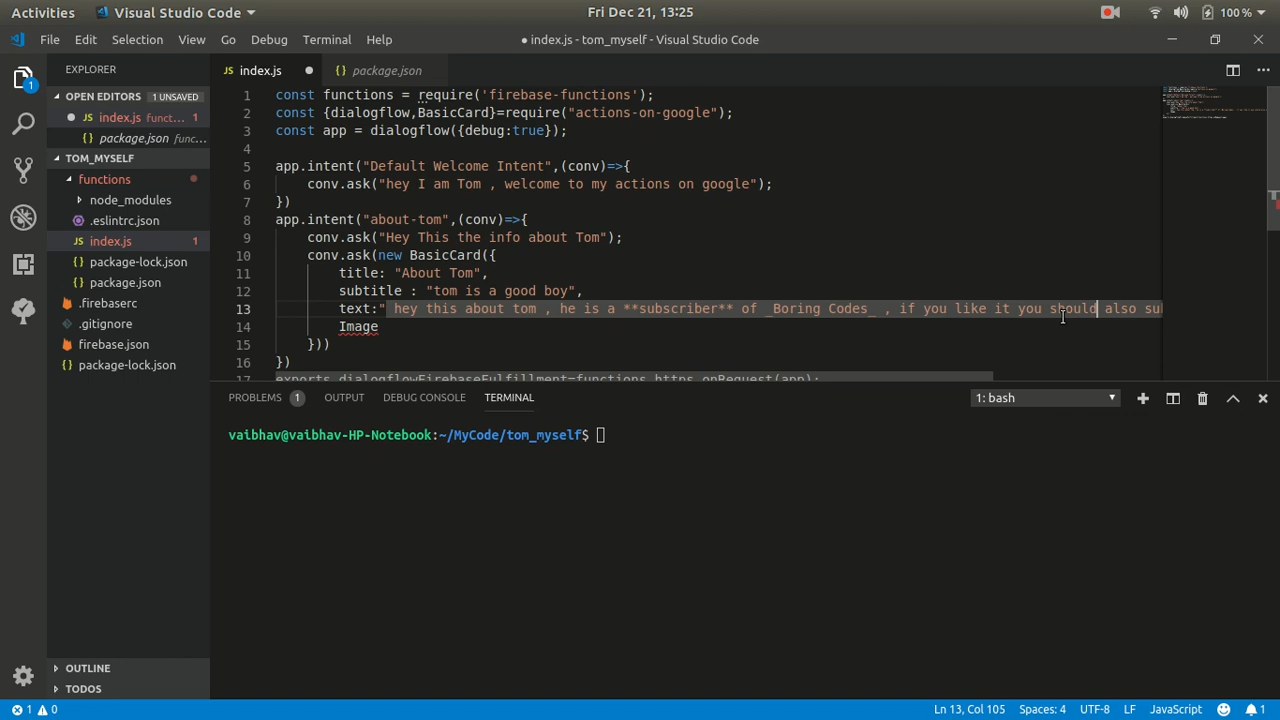 Activities Visual Studio Code Fri Dec 21, 13:25 100 %
File Edit Selection View Go Debug Terminal Help ● index.js - tom_myself - Visual Studio Code
EXPLORER
OPEN EDITORS 1 UNSAVED
index.js funct... 1
package.json func...
TOM_MYSELF
functions
node_modules
.eslintrc.json
index.js 1
package-lock.json
package.json
.firebaserc
.gitignore
firebase.json
package-lock.json
OUTLINE
TODOS
JS index.js package.json
1 const functions = require('firebase-functions');
2 const {dialogflow,BasicCard}=require("actions-on-google");
3 const app = dialogflow({debug:true});
4
5 app.intent("Default Welcome Intent",(conv)=>{
6 conv.ask("hey I am Tom , welcome to my actions on google");
7 })
8 app.intent("about-tom",(conv)=>{
9 conv.ask("Hey This the info about Tom");
10 conv.ask(new BasicCard({
11 title: "About Tom",
12 subtitle : "tom is a good boy",
13 text:" hey this about tom , he is a **subscriber** of _Boring Codes_ , if you like it you should also su
14 Image
15 }))
16 })
17 exports.dialogflowFirebaseFulfillment=functions.https.onRequest(app);
PROBLEMS 1 OUTPUT DEBUG CONSOLE TERMINAL 1: bash
vaibhav@vaibhav-HP-Notebook:~/MyCode/tom_myself$
1 0 Ln 13, Col 105 Spaces: 4 UTF-8 LF JavaScript 1